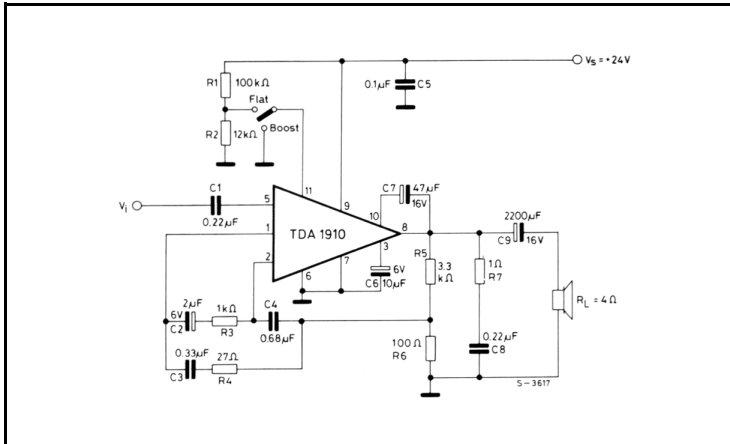 Vs = +24V
R1
100kΩ
0.1µF
C5
Flat
Boost
R2
12kΩ
C7
47µF
16V
11
9
10
C1
Vi
5
0.22µF
1
TDA 1910
8
2200µF
C9
16V
3
2
R5
3.3
kΩ
1Ω
R7
6
7
6V
C6
10µF
RL = 4Ω
2µF
6V
C2
1kΩ
R3
C4
0.68µF
0.33µF
C3
27Ω
R4
100Ω
R6
0.22µF
C8
S-3617